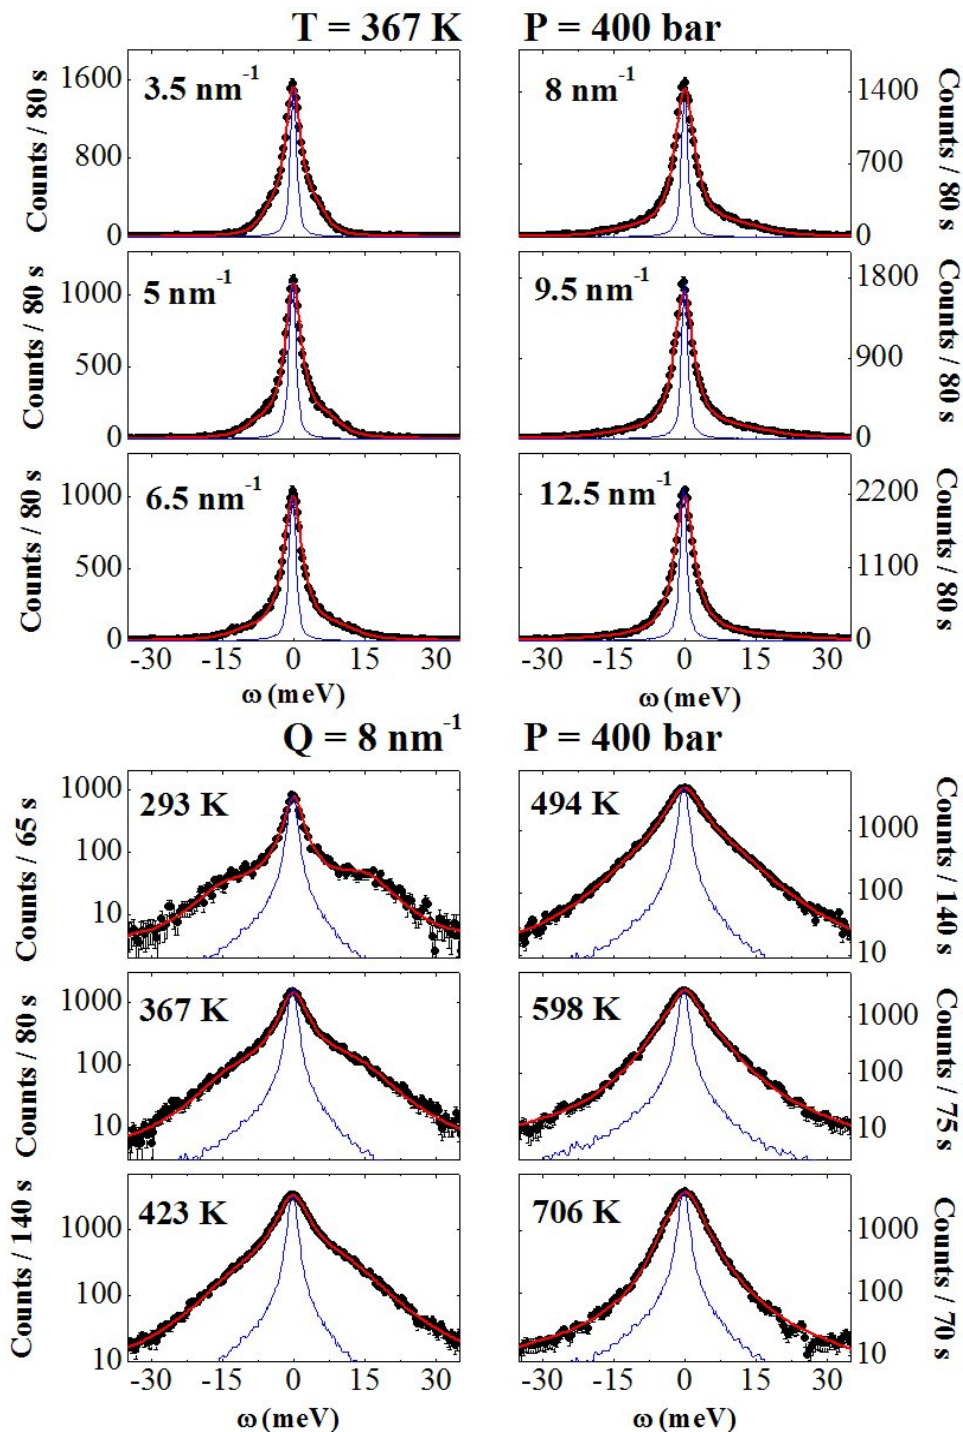 T = 367 K P = 400 bar
3.5 nm⁻¹
Counts / 80 s
1600
800
0
8 nm⁻¹
1400
700
0
Counts / 80 s
5 nm⁻¹
Counts / 80 s
1000
500
0
9.5 nm⁻¹
1800
900
0
Counts / 80 s
6.5 nm⁻¹
Counts / 80 s
1000
500
0
12.5 nm⁻¹
2200
1100
0
Counts / 80 s
-30 -15 0 15 30
ω (meV)
-30 -15 0 15 30
ω (meV)
Q = 8 nm⁻¹ P = 400 bar
293 K
Counts / 65 s
1000
100
10
494 K
1000
100
10
Counts / 140 s
367 K
Counts / 80 s
1000
100
10
598 K
1000
100
10
Counts / 75 s
423 K
Counts / 140 s
1000
100
10
706 K
1000
100
10
Counts / 70 s
-30 -15 0 15 30
ω (meV)
-30 -15 0 15 30
ω (meV)